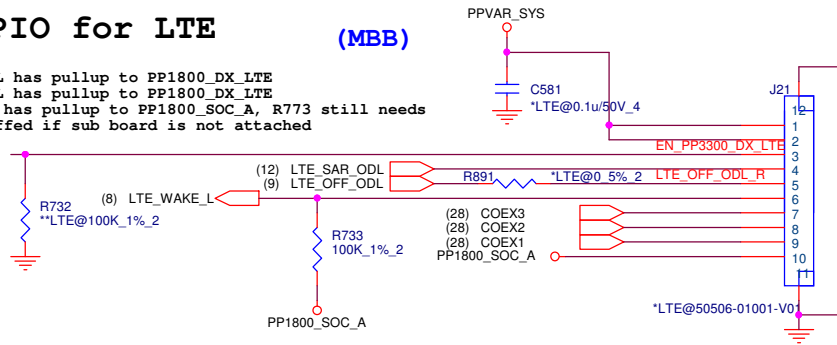 PIO for LTE
(MBB)
L has pullup to PP1800_DX_LTE
L has pullup to PP1800_DX_LTE
has pullup to PP1800_SOC_A, R773 still needs
ffed if sub board is not attached
PPVAR_SYS
C581
*LTE@0.1u/50V_4
J21
12
1
2
EN_PP3300_DX_LTE
3
(12) LTE_SAR_ODL
4
(9) LTE_OFF_ODL
R891
*LTE@0_5%_2
LTE_OFF_ODL_R
5
(8) LTE_WAKE_L
6
R732
**LTE@100K_1%_2
R733
100K_1%_2
(28) COEX3
7
(28) COEX2
8
(28) COEX1
9
PP1800_SOC_A
10
11
*LTE@50506-01001-V01
PP1800_SOC_A